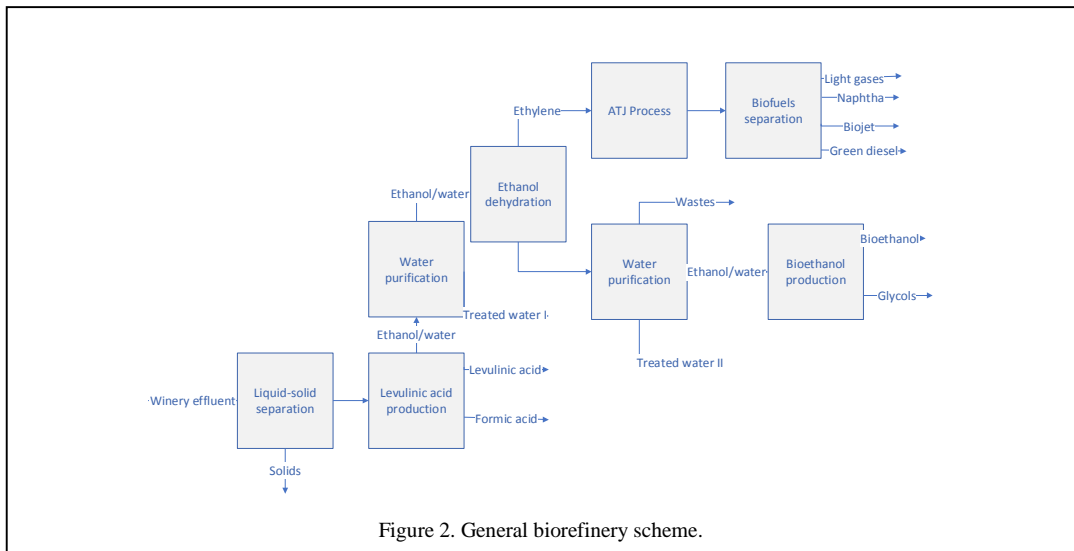 Light gases
Naphtha
Biojet
Green diesel
Ethylene
ATJ Process
Biofuels
separation
Ethanol/water
Ethanol
dehydration
Wastes
Water
purification
Treated water I
Water
purification
Ethanol/water
Bioethanol
production
Bioethanol
Glycols
Treated water II
Ethanol/water
Winery effluent
Liquid-solid
separation
Levulinic acid
production
Levulinic acid
Formic acid
Solids
Figure 2. General biorefinery scheme.